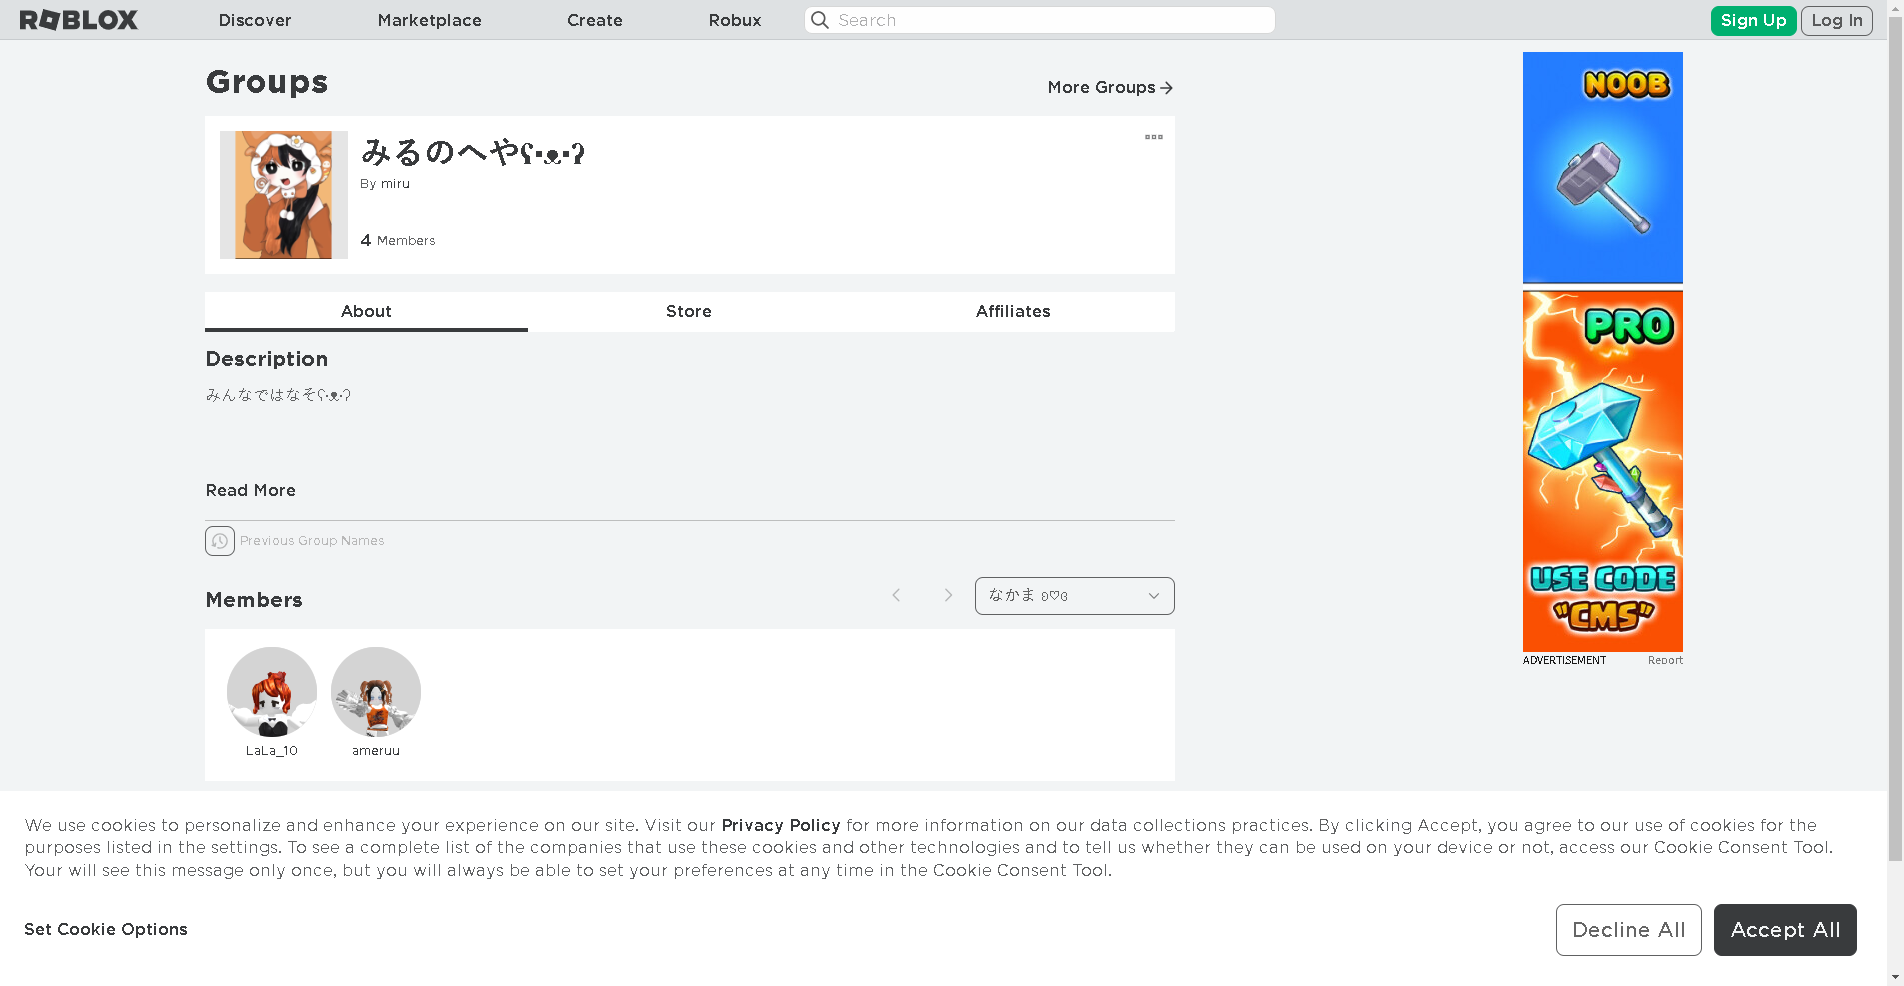 ROBLOX
Discover
Marketplace
Create
Robux
Search
Sign Up
Log In
Groups
More Groups
みるのへやʕ•ᴥ•ʔ
By miru
4 Members
About
Store
Affiliates
Description
みんなではなそʕ•ᴥ•ʔ
Read More
Previous Group Names
Members
なかま ʚ♡ɞ
LaLa_10
ameruu
NOOB
PRO
USE CODE
"CMS"
ADVERTISEMENT
Report
We use cookies to personalize and enhance your experience on our site. Visit our Privacy Policy for more information on our data collections practices. By clicking Accept, you agree to our use of cookies for the
purposes listed in the settings. To see a complete list of the companies that use these cookies and other technologies and to tell us whether they can be used on your device or not, access our Cookie Consent Tool.
Your will see this message only once, but you will always be able to set your preferences at any time in the Cookie Consent Tool.
Set Cookie Options
Decline All
Accept All